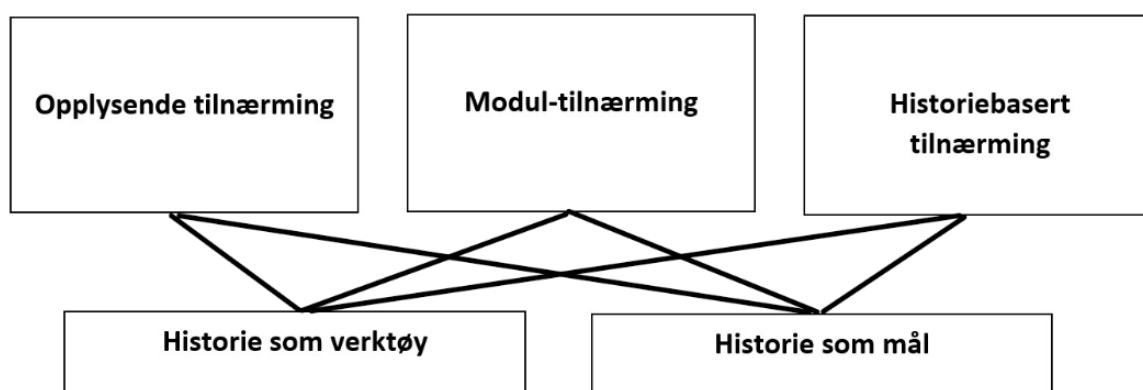 Opplysende tilnærming
Modul-tilnærming
Historiebasert
tilnærming
Historie som verktøy
Historie som mål